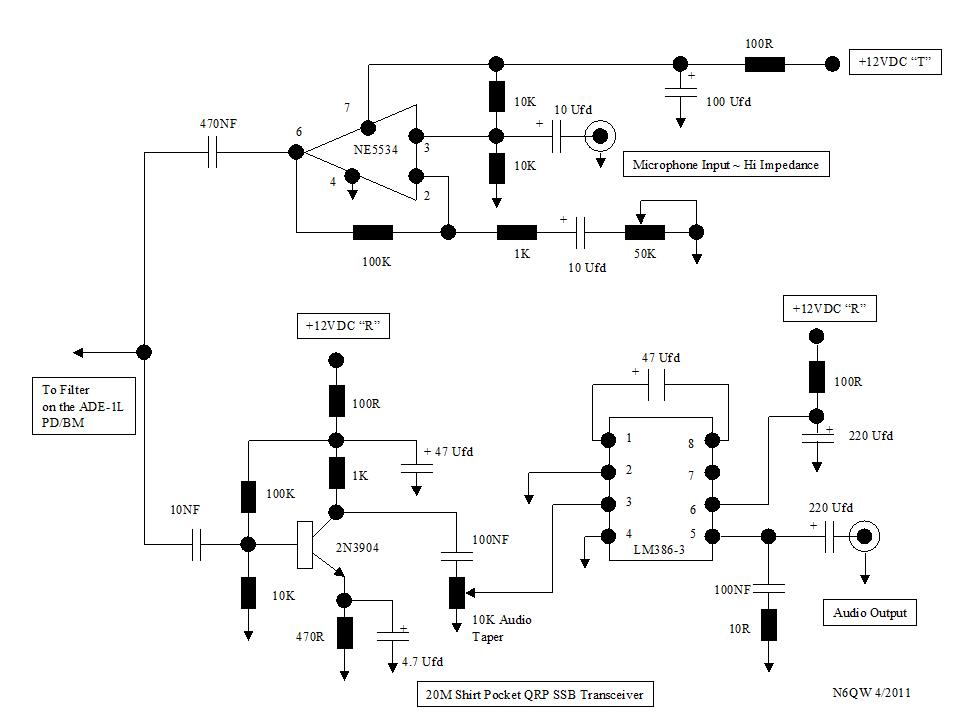 100R
+12VDC “T”
+
100 Ufd
7
10K
10 Ufd
+
470NF
6
NE5534
3
10K
Microphone Input ~ Hi Impedance
4
2
+
100K
1K
10 Ufd
50K
+12VDC “R”
+12VDC “R”
47 Ufd
+
100R
To Filter
on the ADE-1L
PD/BM
100R
+
220 Ufd
1
8
+ 47 Ufd
1K
2
7
100K
3
6
220 Ufd
+
10NF
2N3904
100NF
4
5
LM386-3
10K
10K Audio
Taper
100NF
Audio Output
470R
+
4.7 Ufd
10R
20M Shirt Pocket QRP SSB Transceiver
N6QW 4/2011